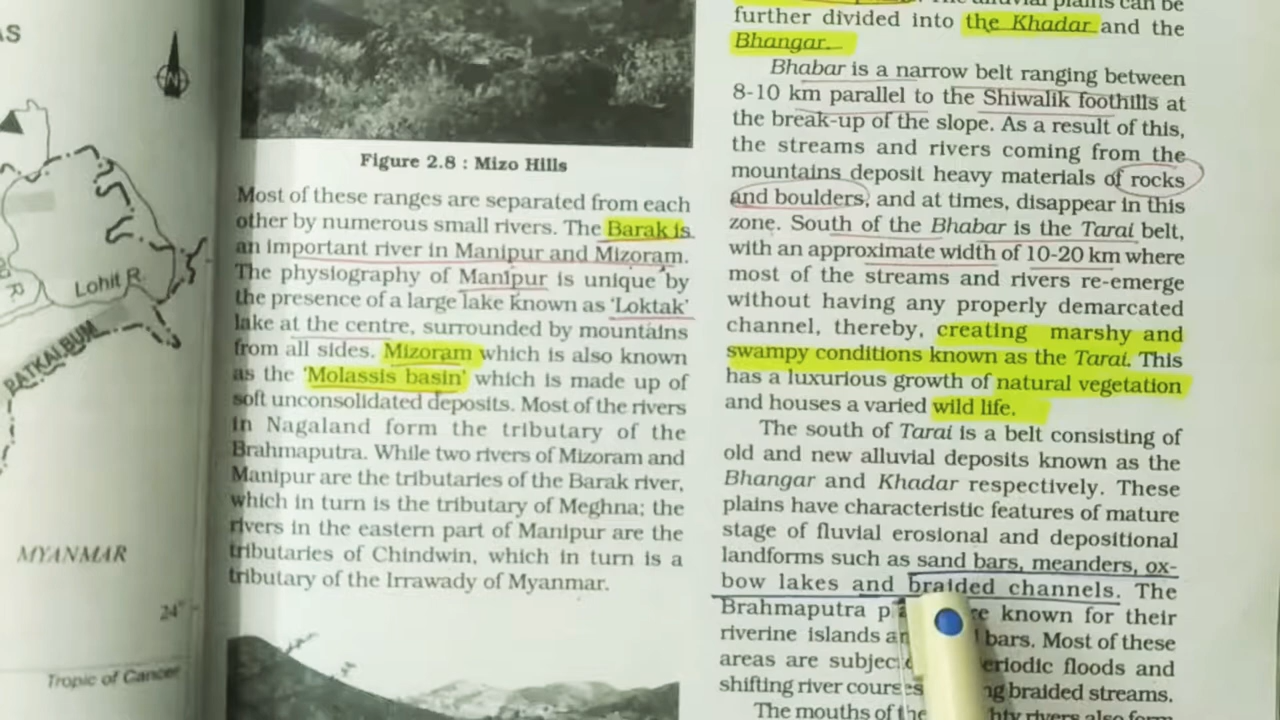 AS
N
Lohit R.
PATKAI BUM
MYANMAR
24°
Tropic of Cancer
Figure 2.8 : Mizo Hills
Most of these ranges are separated from each
other by numerous small rivers. The Barak is
an important river in Manipur and Mizoram.
The physiography of Manipur is unique by
the presence of a large lake known as ‘Loktak’
lake at the centre, surrounded by mountains
from all sides. Mizoram which is also known
as the ‘Molassis basin’ which is made up of
soft unconsolidated deposits. Most of the rivers
in Nagaland form the tributary of the
Brahmaputra. While two rivers of Mizoram and
Manipur are the tributaries of the Barak river,
which in turn is the tributary of Meghna; the
rivers in the eastern part of Manipur are the
tributaries of Chindwin, which in turn is a
tributary of the Irrawady of Myanmar.
The alluvial plains can be
further divided into the Khadar and the
Bhangar.
Bhabar is a narrow belt ranging between
8-10 km parallel to the Shiwalik foothills at
the break-up of the slope. As a result of this,
the streams and rivers coming from the
mountains deposit heavy materials of rocks
and boulders, and at times, disappear in this
zone. South of the Bhabar is the Tarai belt,
with an approximate width of 10-20 km where
most of the streams and rivers re-emerge
without having any properly demarcated
channel, thereby, creating marshy and
swampy conditions known as the Tarai. This
has a luxurious growth of natural vegetation
and houses a varied wild life.
The south of Tarai is a belt consisting of
old and new alluvial deposits known as the
Bhangar and Khadar respectively. These
plains have characteristic features of mature
stage of fluvial erosional and depositional
landforms such as sand bars, meanders, ox-
bow lakes and braided channels. The
Brahmaputra known for their
riverine islands bars. Most of these
areas are floods and
shifting river braided streams.
The mouths of the rivers also form